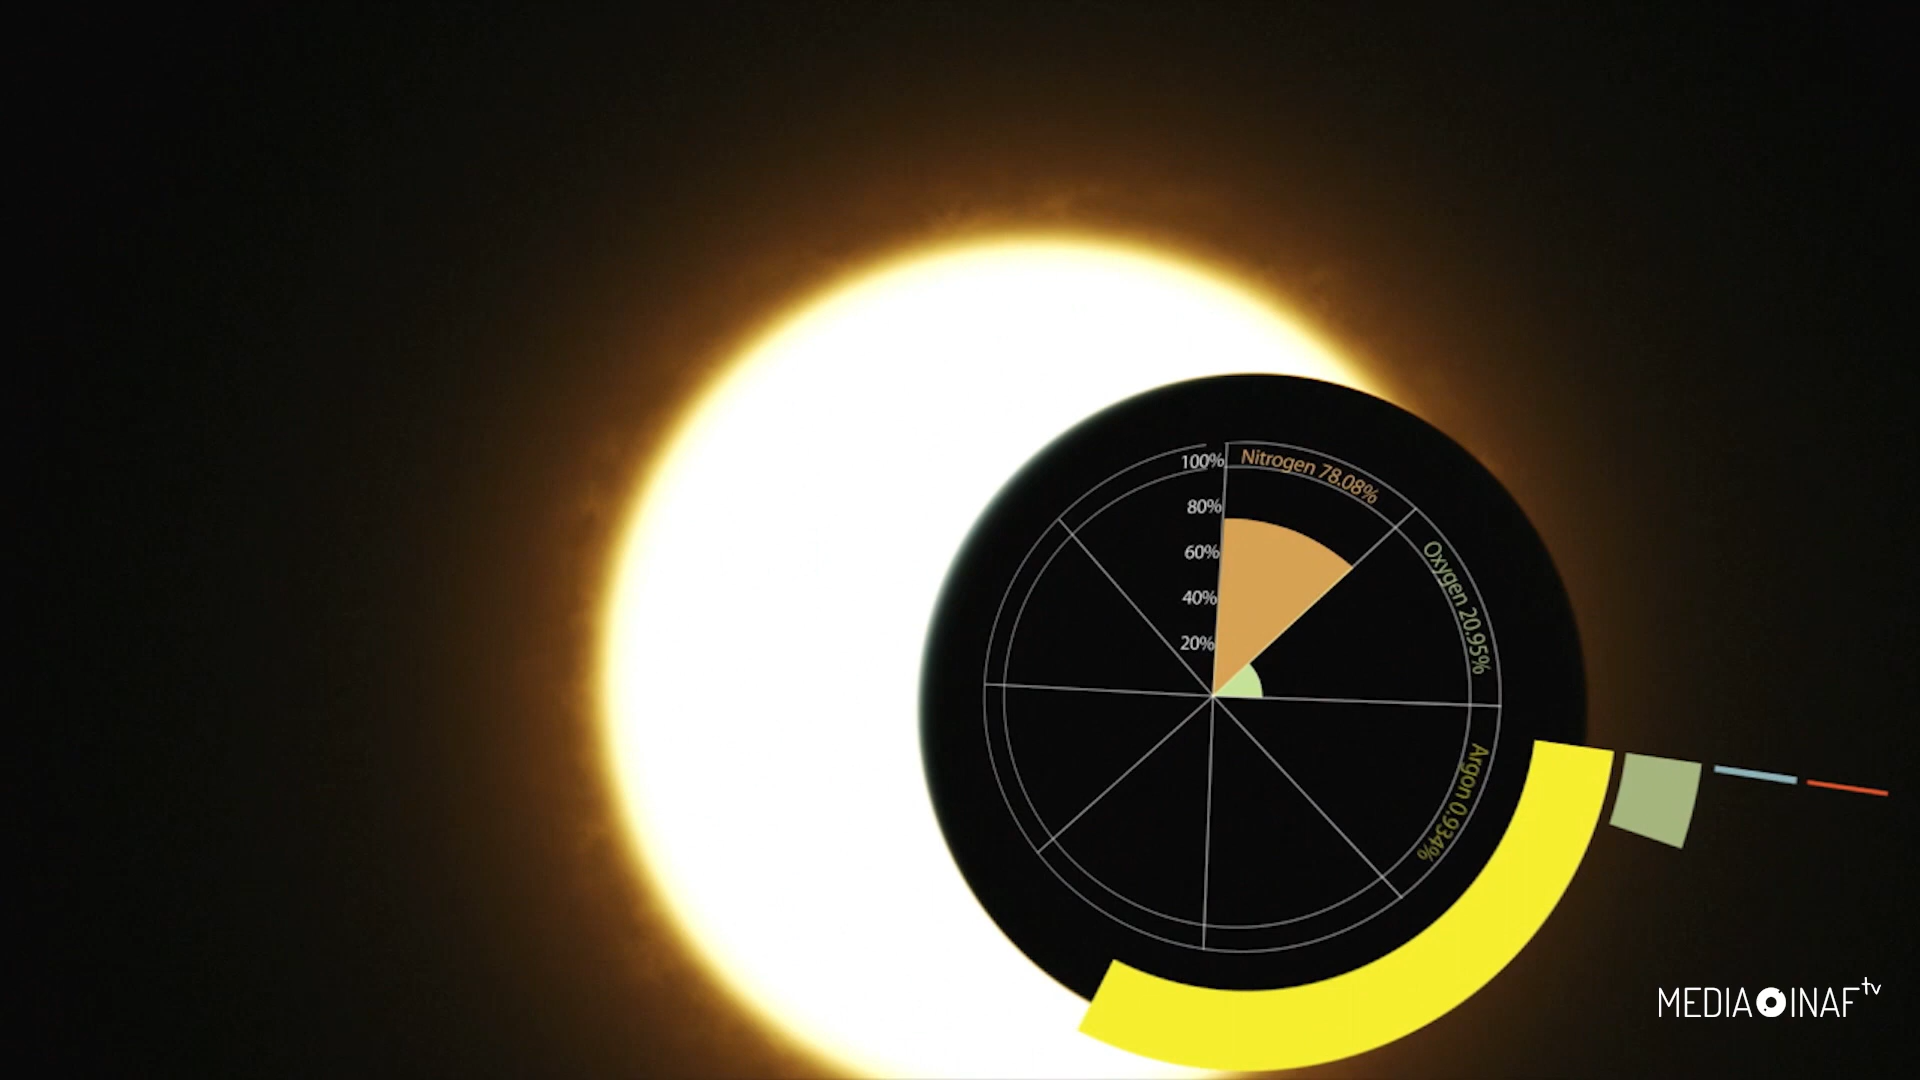 100%
80%
60%
40%
20%
Nitrogen 78.08%
Oxygen 20.95%
Argon 0.934%
MEDIA INAF tv